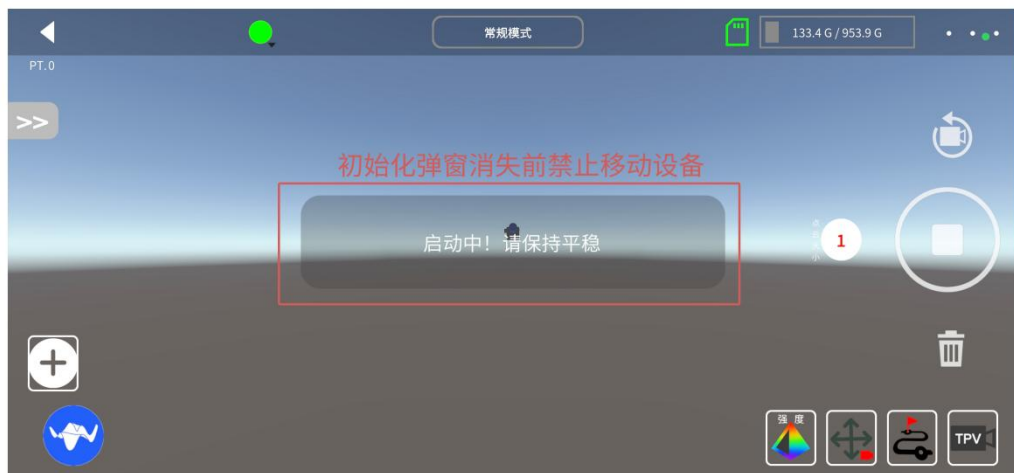 常规模式
133.4 G / 953.9 G
PT.0
>>
初始化弹窗消失前禁止移动设备
启动中！请保持平稳
1
强度
TPV